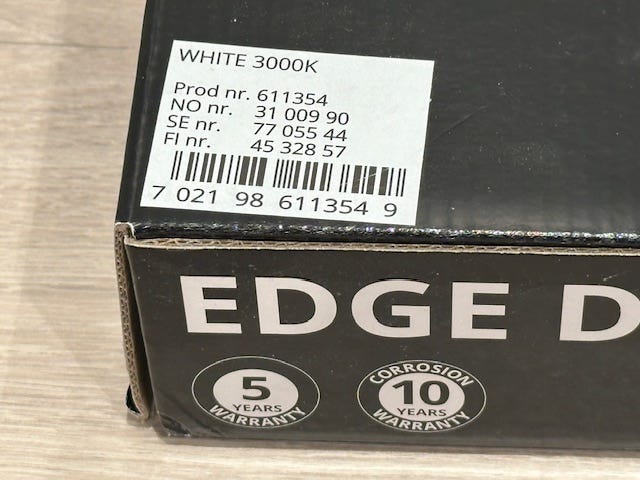 WHITE 3000K
Prod nr. 611354
NO nr. 31 009 90
SE nr. 77 055 44
FI nr. 45 328 57
7 021 98 611354 9
EDGE D
5
YEARS
WARRANTY
CORROSION
10
YEARS
WARRANTY